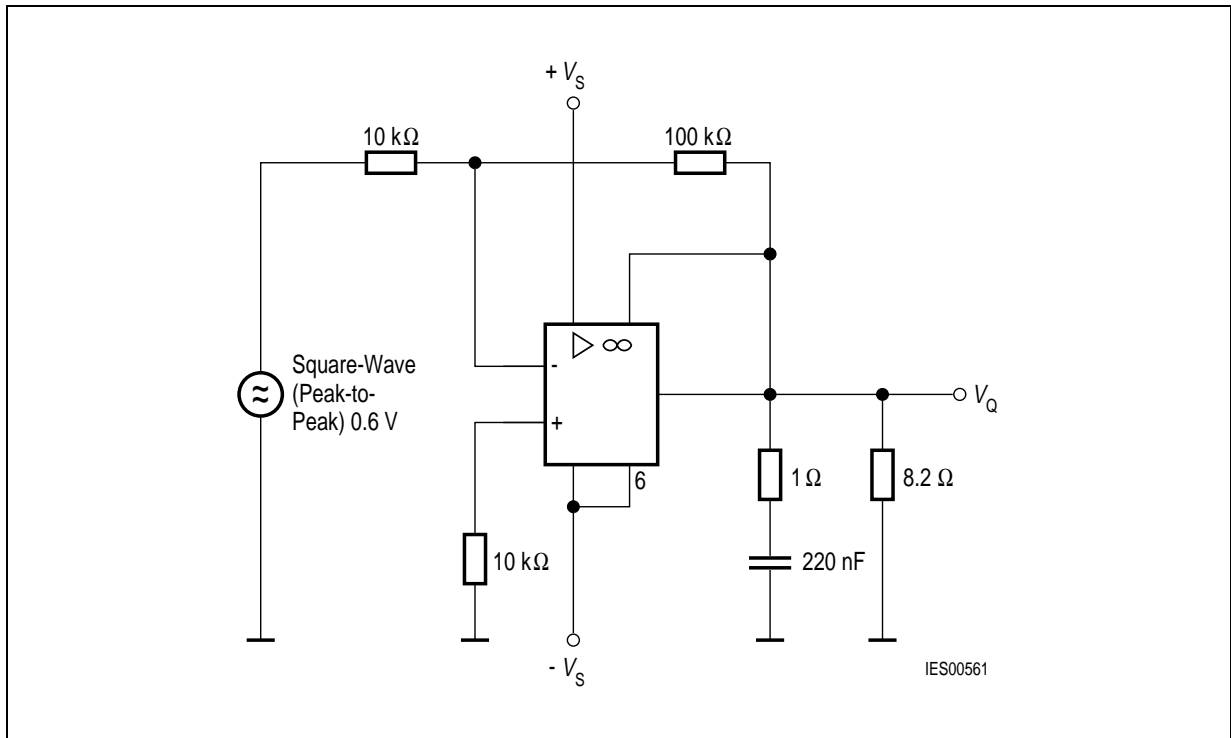 + V_S
10 kΩ
100 kΩ
▷ ∞
Square-Wave
(Peak-to-
Peak) 0.6 V
-
+
V_Q
6
1 Ω
8.2 Ω
10 kΩ
220 nF
- V_S
IES00561